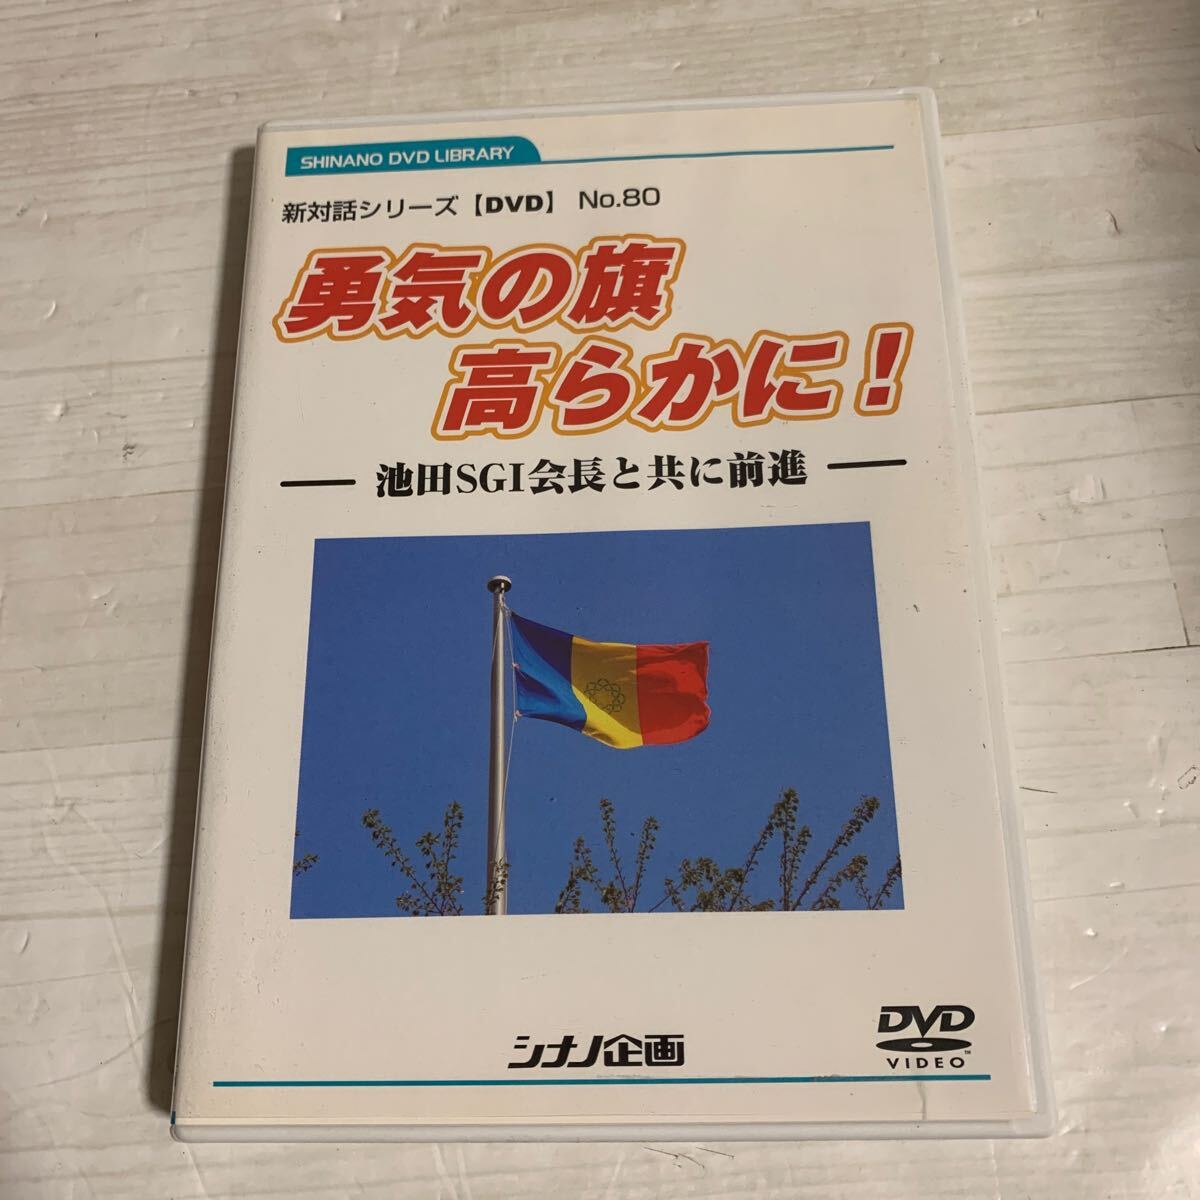 SHINANO DVD LIBRARY
新対話シリーズ【DVD】 No.80
勇気の旗
高らかに！
― 池田SGI会長と共に前進 ―
シナノ企画
DVD
VIDEO
TM